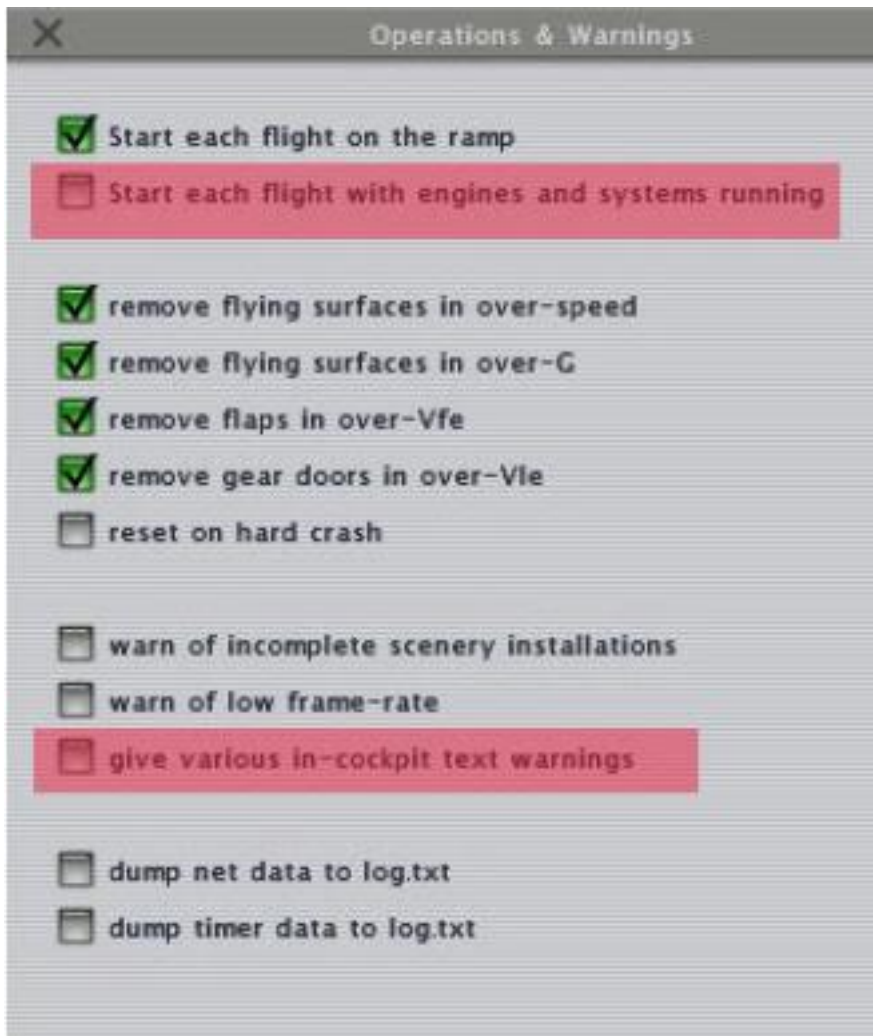 Operations & Warnings
Start each flight on the ramp
Start each flight with engines and systems running
remove flying surfaces in over-speed
remove flying surfaces in over-G
remove flaps in over-Vfe
remove gear doors in over-Vle
reset on hard crash
warn of incomplete scenery installations
warn of low frame-rate
give various in-cockpit text warnings
dump net data to log.txt
dump timer data to log.txt